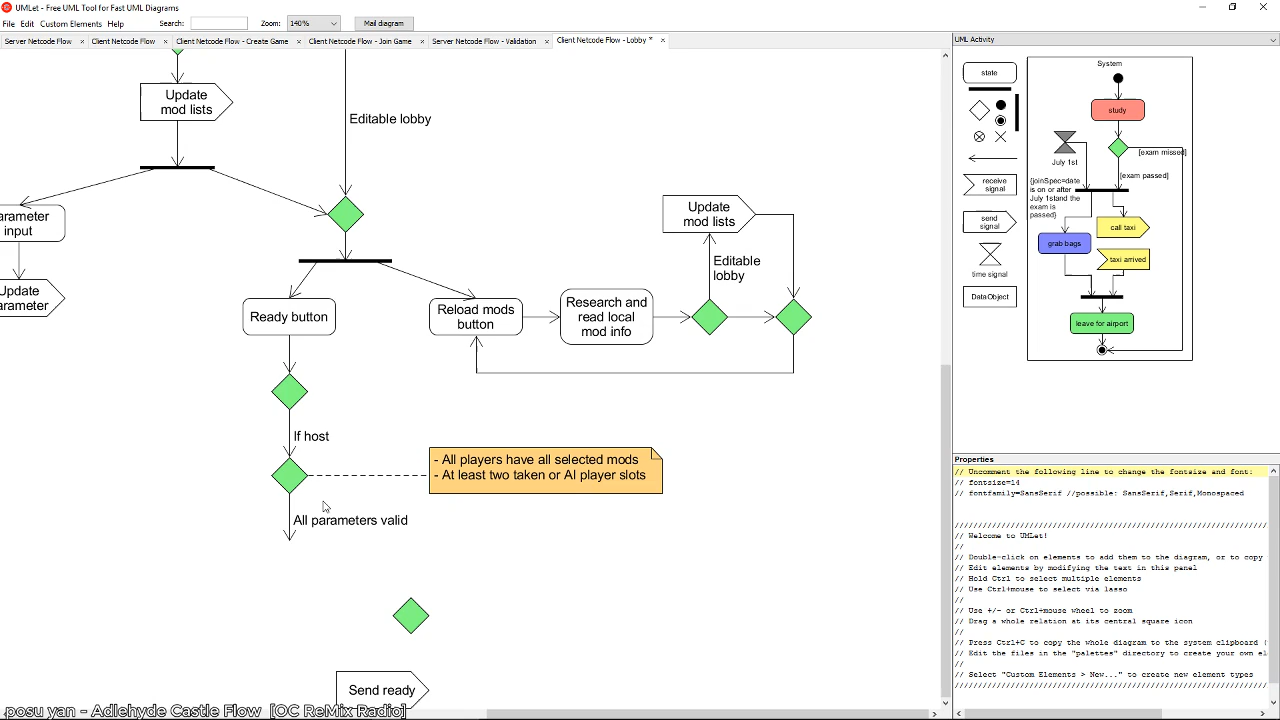 UMLet - Free UML Tool for Fast UML Diagrams
File Edit Custom Elements Help Search: Zoom: 140% Mail diagram
Server Netcode Flow × Client Netcode Flow × Client Netcode Flow - Create Game × Client Netcode Flow - Join Game × Server Netcode Flow - Validation × Client Netcode Flow - Lobby * ×
Update
mod lists
Editable lobby
arameter
input
Update
arameter
Ready button
Reload mods
button
Research and
read local
mod info
Update
mod lists
Editable
lobby
If host
- All players have all selected mods
- At least two taken or AI player slots
All parameters valid
Send ready
posu yan - Adlehyde Castle Flow [OC ReMix Radio]
UML Activity
state
receive
signal
send
signal
time signal
DataObject
System
study
July 1st
[exam missed]
[exam passed]
{joinSpec=date
is on or after
July 1stand the
exam is
passed}
call taxi
grab bags
taxi arrived
leave for airport
Properties
// Uncomment the following line to change the fontsize and font:
// fontsize=14
// fontfamily=SansSerif //possible: SansSerif,Serif,Monospaced
//////////////////////////////////////////////////////////////////
// Welcome to UMLet!
//
// Double-click on elements to add them to the diagram, or to copy
// Edit elements by modifying the text in this panel
// Hold Ctrl to select multiple elements
// Use Ctrl+mouse to select via lasso
//
// Use +/- or Ctrl+mouse wheel to zoom
// Drag a whole relation at its central square icon
//
// Press Ctrl+C to copy the whole diagram to the system clipboard (
// Edit the files in the "palettes" directory to create your own el
//
// Select "Custom Elements > New..." to create new element types
//////////////////////////////////////////////////////////////////